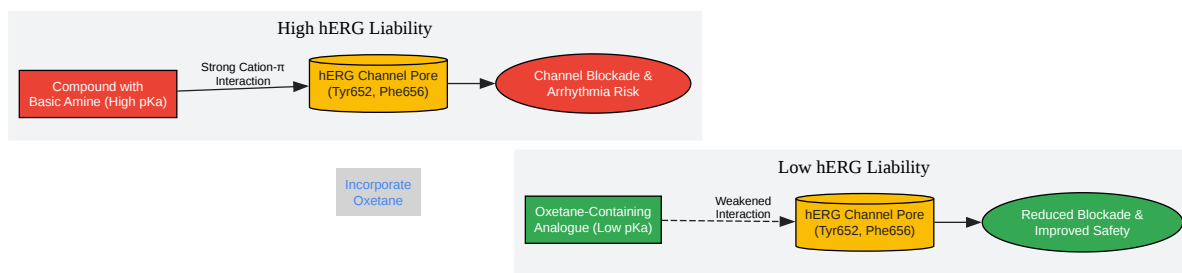 High hERG Liability
Compound with
Basic Amine (High pKa)
Strong Cation-π
Interaction
hERG Channel Pore
(Tyr652, Phe656)
Channel Blockade &
Arrhythmia Risk
Incorporate
Oxetane
Low hERG Liability
Oxetane-Containing
Analogue (Low pKa)
Weakened
Interaction
hERG Channel Pore
(Tyr652, Phe656)
Reduced Blockade &
Improved Safety